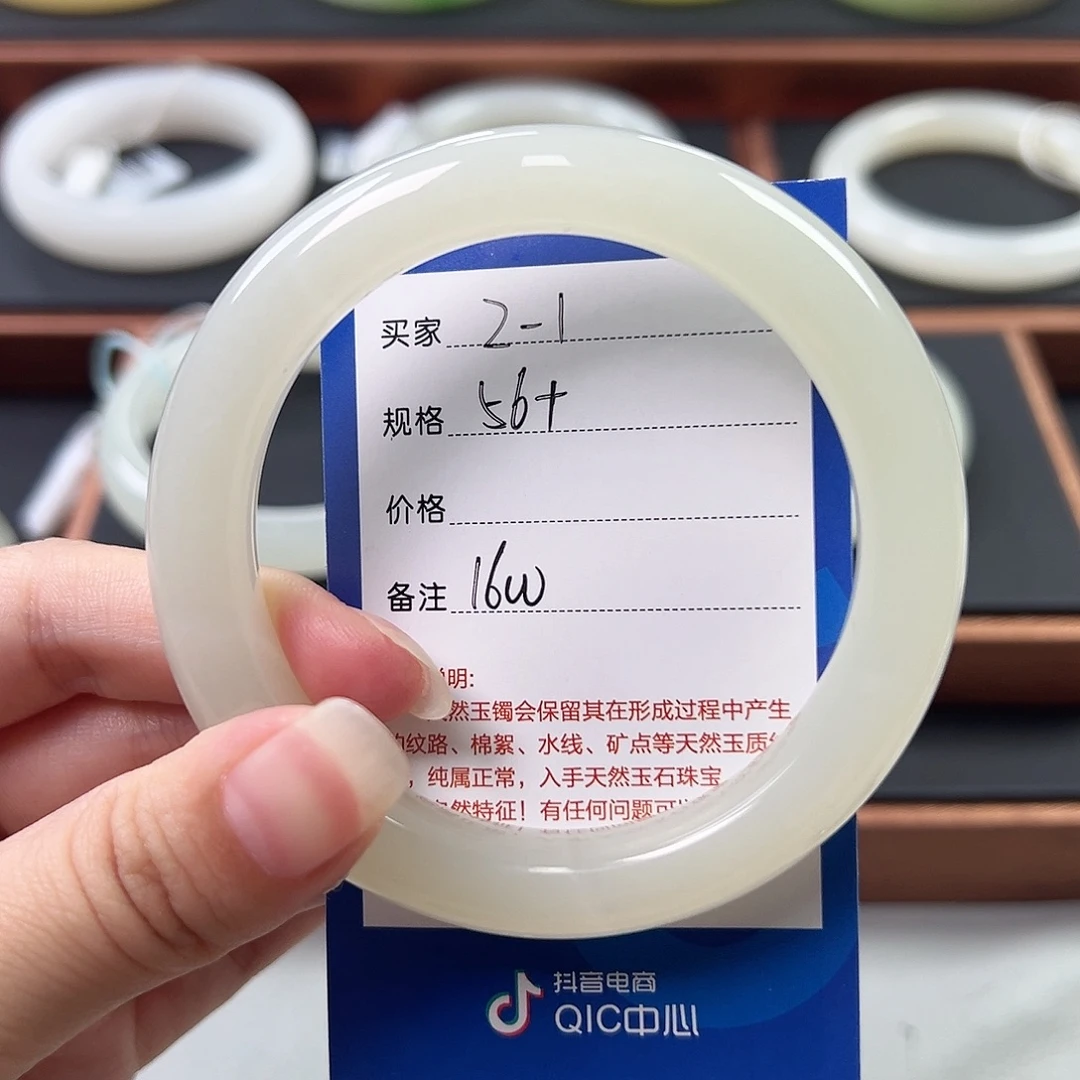 买家 2-1
规格 56+
价格
备注 16w
明:
然玉镯会保留其在形成过程中产生
纹路、棉絮、水线、矿点等天然玉质
,纯属正常,入手天然玉石珠宝
然特征!有任何问题可
抖音电商
QIC中心